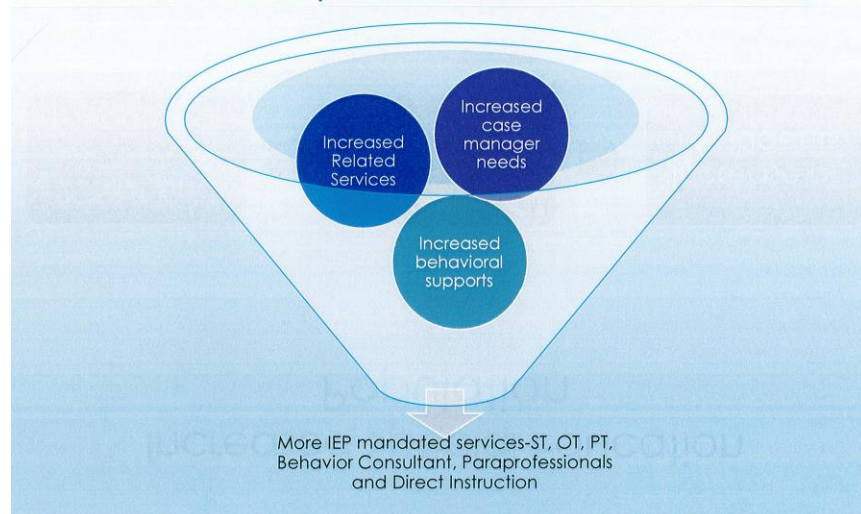 Increased
Related
Services
Increased
case
manager
needs
Increased
behavioral
supports
More IEP mandated services-ST, OT, PT,
Behavior Consultant, Paraprofessionals
and Direct Instruction